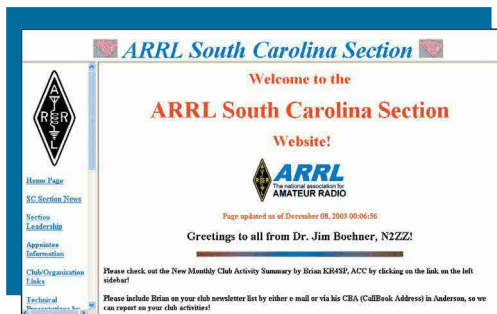 ARRL South Carolina Section
Welcome to the
ARRL South Carolina Section
Website!
A
R R
L
Home Page
SC Section News
Section
Leadership
Appointee
Information
Club/Organization
Links
Technical
Presentations by
ARRL
The national association for
AMATEUR RADIO
Page updated as of December 08, 2003 00:06:56
Greetings to all from Dr. Jim Boehner, N2ZZ!
Please check out the New Monthly Club Activity Summary by Brian KR4SP, ACC by clicking on the link on the left
sidebar!
Please include Brian on your club newsletter list by either e-mail or via his CBA (CallBook Address) in Anderson, so we
can report on your club activities!